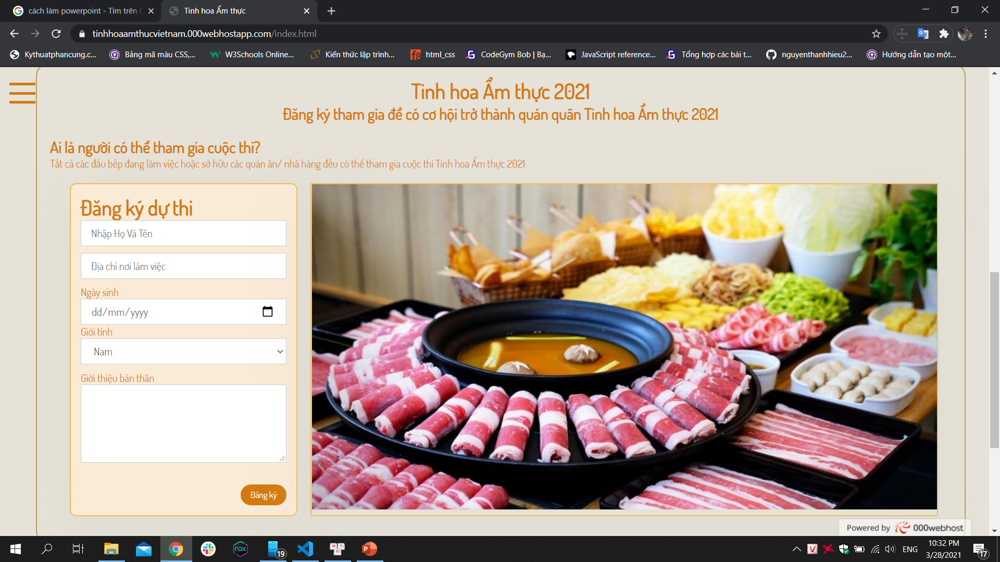 cách làm powerpoint - Tìm trên
Tinh hoa Ẩm thực
tinhhoaamthucvietnam.000webhostapp.com/index.html
Kythuatphancung.c...
Bảng mã màu CSS,...
W3Schools Online...
Kiến thức lập trình...
html_css
CodeGym Bob | Bạ...
JavaScript reference...
Tổng hợp các bài t...
nguyenthanhhieu2...
Hướng dẫn tạo một...
Tinh hoa Ẩm thực 2021
Đăng ký tham gia để có cơ hội trở thành quán quân Tinh hoa Ẩm thực 2021
Ai là người có thể tham gia cuộc thi?
Tất cả các đầu bếp đang làm việc hoặc sở hữu các quán ăn/ nhà hàng đều có thể tham gia cuộc thi Tinh hoa Ẩm thực 2021
Đăng ký dự thi
Nhập Họ Và Tên
Địa chỉ nơi làm việc
Ngày sinh
dd/mm/yyyy
Giới tính
Nam
Giới thiệu bản thân
Đăng ký
Powered by 000webhost
19
ENG
10:32 PM
3/28/2021
17